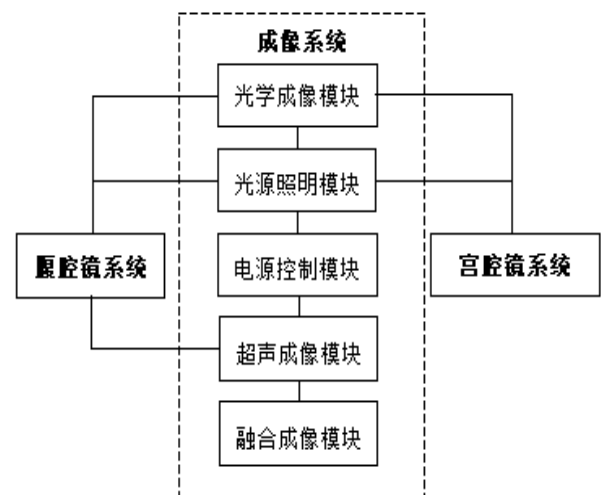 成像系统
光学成像模块
光源照明模块
腹腔镜系统
电源控制模块
宫腔镜系统
超声成像模块
融合成像模块